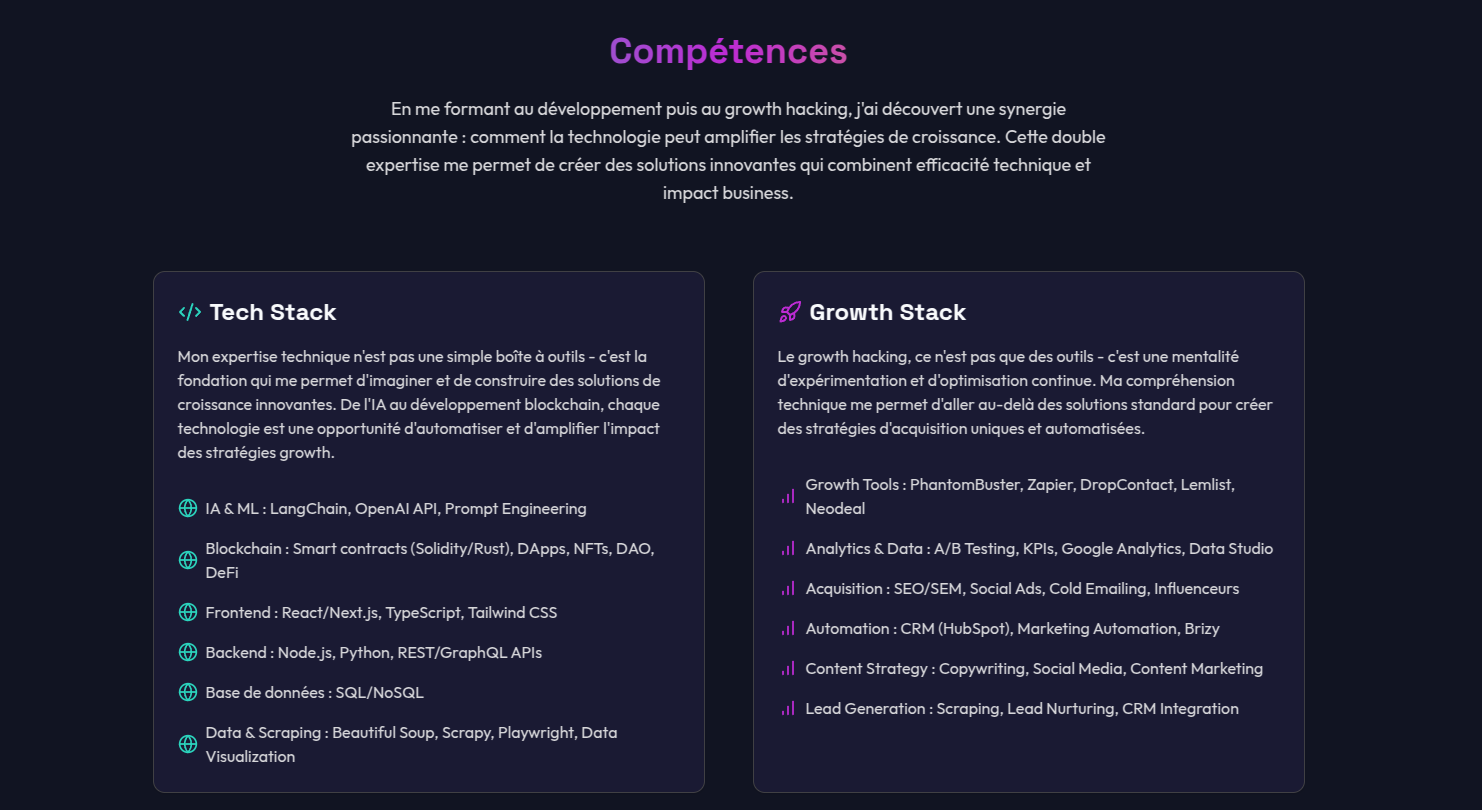 Compétences
En me formant au développement puis au growth hacking, j'ai découvert une synergie
passionnante : comment la technologie peut amplifier les stratégies de croissance. Cette double
expertise me permet de créer des solutions innovantes qui combinent efficacité technique et
impact business.
Tech Stack
Mon expertise technique n'est pas une simple boîte à outils - c'est la
fondation qui me permet d'imaginer et de construire des solutions de
croissance innovantes. De l'IA au développement blockchain, chaque
technologie est une opportunité d'automatiser et d'amplifier l'impact
des stratégies growth.
IA & ML : LangChain, OpenAI API, Prompt Engineering
Blockchain : Smart contracts (Solidity/Rust), DApps, NFTs, DAO,
DeFi
Frontend : React/Next.js, TypeScript, Tailwind CSS
Backend : Node.js, Python, REST/GraphQL APIs
Base de données : SQL/NoSQL
Data & Scraping : Beautiful Soup, Scrapy, Playwright, Data
Visualization
Growth Stack
Le growth hacking, ce n'est pas que des outils - c'est une mentalité
d'expérimentation et d'optimisation continue. Ma compréhension
technique me permet d'aller au-delà des solutions standard pour créer
des stratégies d'acquisition uniques et automatisées.
Growth Tools : PhantomBuster, Zapier, DropContact, Lemlist,
Neodeal
Analytics & Data : A/B Testing, KPIs, Google Analytics, Data Studio
Acquisition : SEO/SEM, Social Ads, Cold Emailing, Influenceurs
Automation : CRM (HubSpot), Marketing Automation, Brizy
Content Strategy : Copywriting, Social Media, Content Marketing
Lead Generation : Scraping, Lead Nurturing, CRM Integration